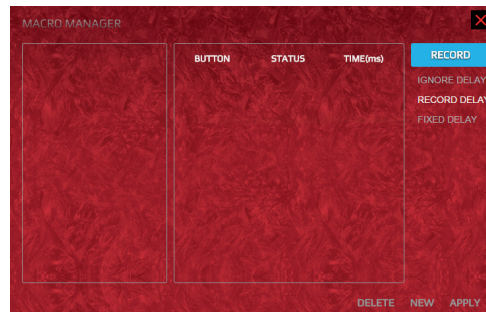 MACRO MANAGER
BUTTON STATUS TIME(ms)
RECORD
IGNORE DELAY
RECORD DELAY
FIXED DELAY
DELETE NEW APPLY